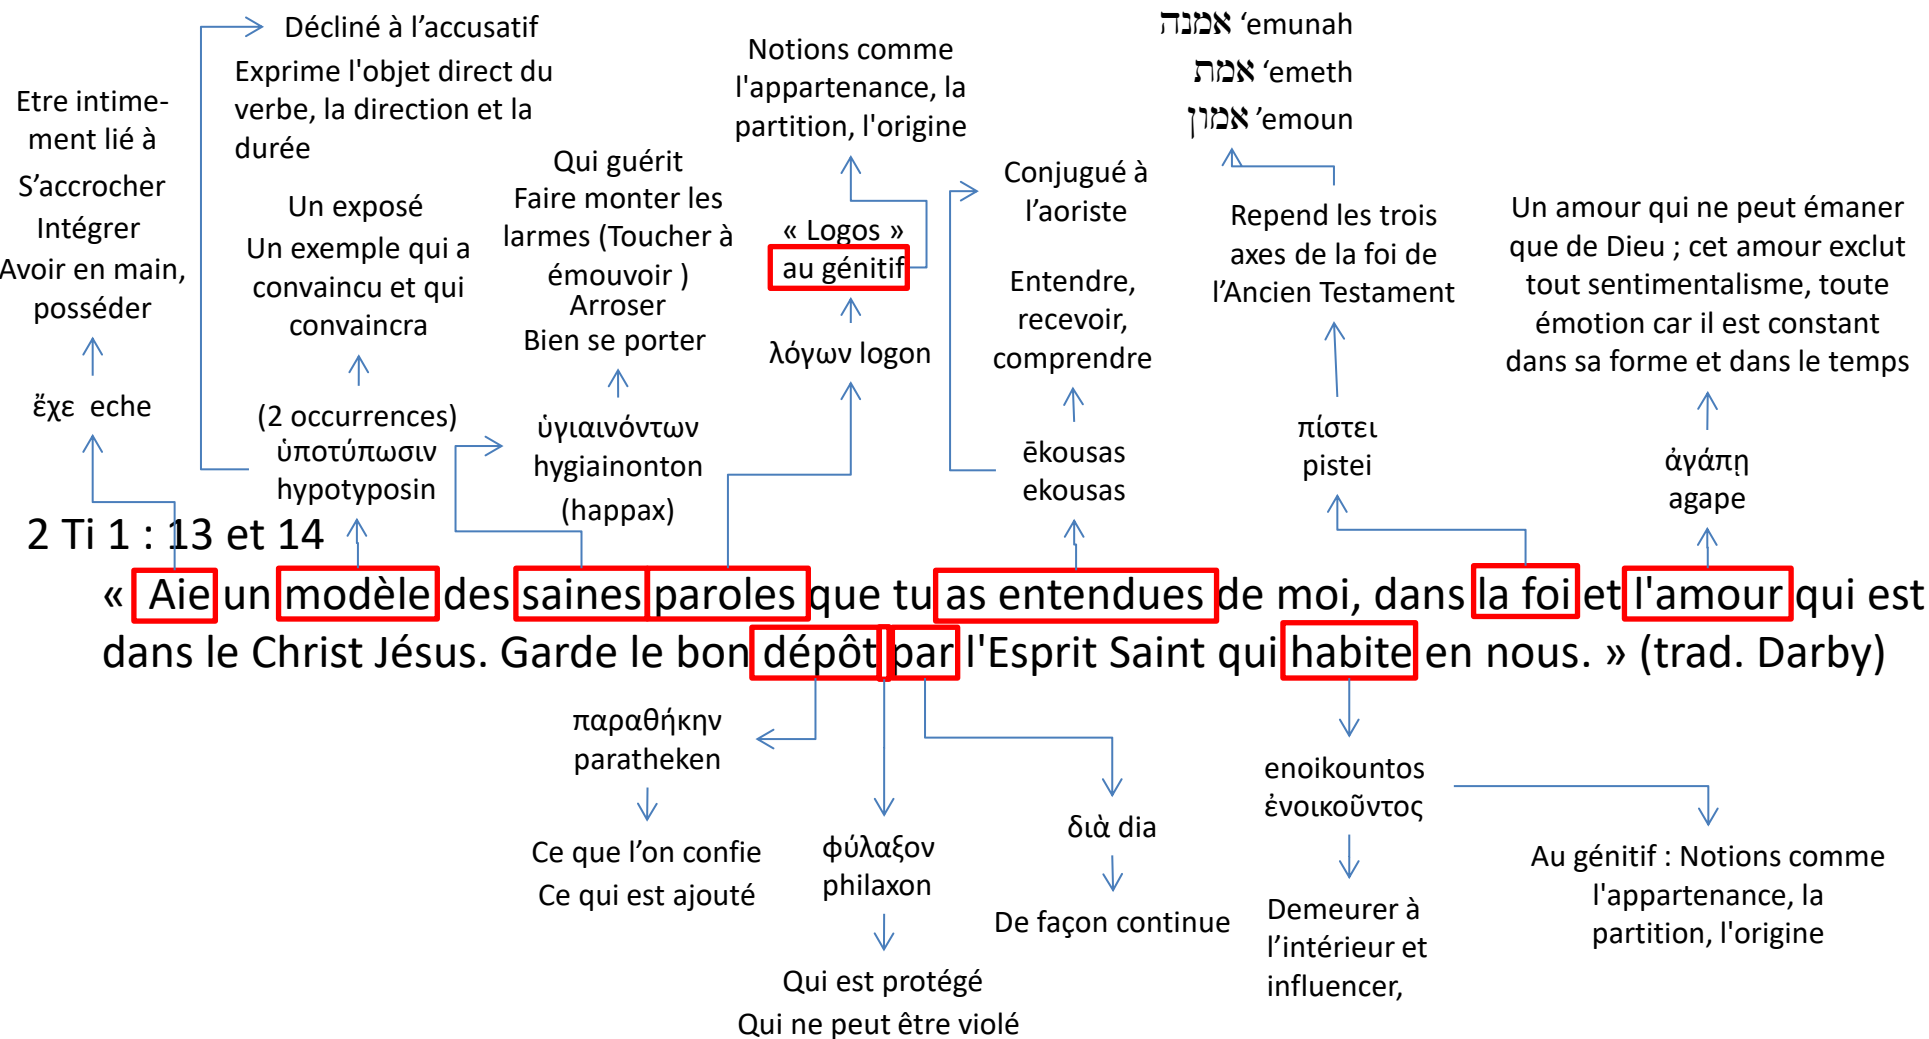 Etre intime-
ment lié à
S’accrocher
Intégrer
Avoir en main,
posséder
ἔχε eche
Décliné à l’accusatif
Exprime l'objet direct du
verbe, la direction et la
durée
Un exposé
Un exemple qui a
convaincu et qui
convaincra
(2 occurrences)
ὑποτύπωσιν
hypotyposin
Qui guérit
Faire monter les
larmes (Toucher à
émouvoir )
Arroser
Bien se porter
ὑγιαινόντων
hygiainonton
(happax)
Notions comme
l'appartenance, la
partition, l'origine
« Logos »
au génitif
λόγων logon
Conjugué à
l’aoriste
Entendre,
recevoir,
comprendre
ēkousas
ekousas
אמנה ‘emunah
אמת ‘emeth
אמון ’emoun
Repend les trois
axes de la foi de
l’Ancien Testament
πίστει
pistei
Un amour qui ne peut émaner
que de Dieu ; cet amour exclut
tout sentimentalisme, toute
émotion car il est constant
dans sa forme et dans le temps
ἀγάπῃ
agape
2 Ti 1 : 13 et 14
« Aie un modèle des saines paroles que tu as entendues de moi, dans la foi et l'amour qui est
dans le Christ Jésus. Garde le bon dépôt par l'Esprit Saint qui habite en nous. » (trad. Darby)
παραθήκην
paratheken
Ce que l’on confie
Ce qui est ajouté
φύλαξον
philaxon
Qui est protégé
Qui ne peut être violé
διὰ dia
De façon continue
enoikountos
ἐνοικοῦντος
Demeurer à
l’intérieur et
influencer,
Au génitif : Notions comme
l'appartenance, la
partition, l'origine